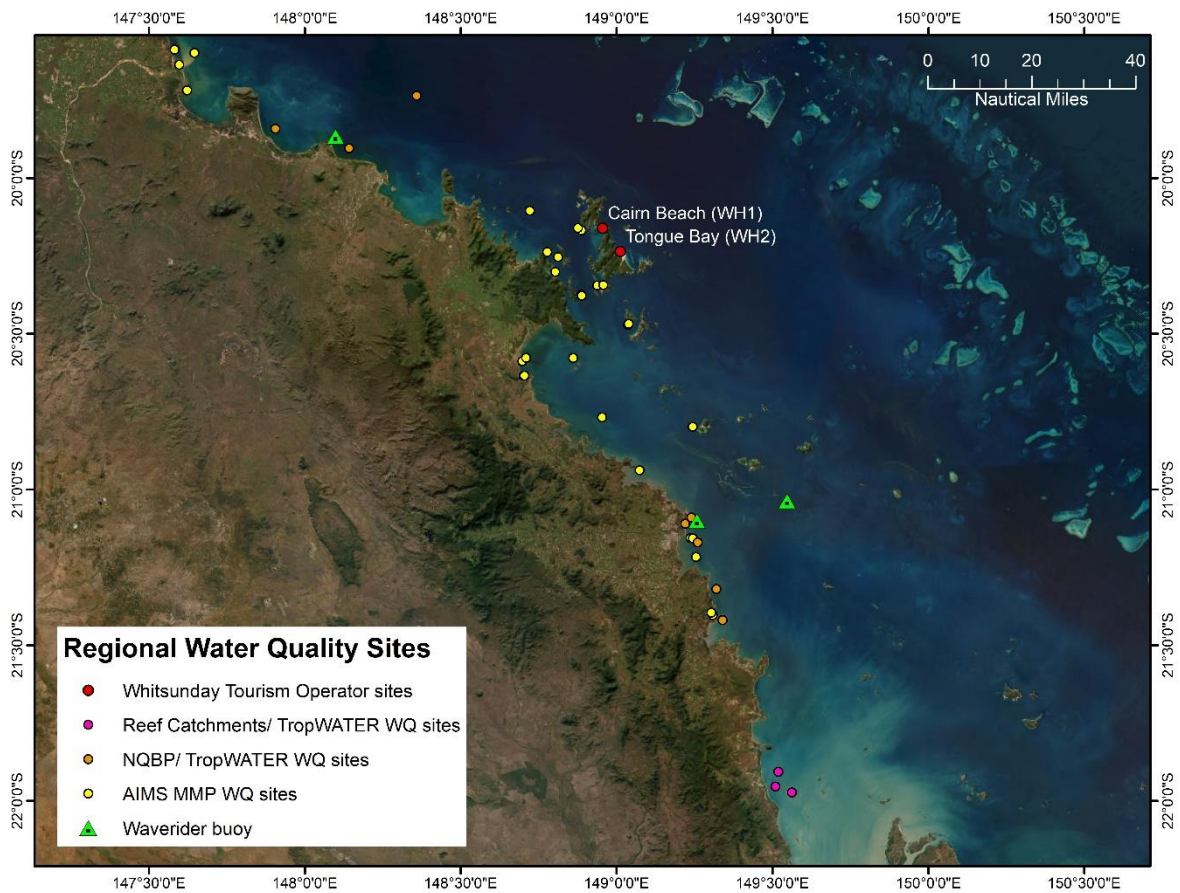 147°30'0"E 148°0'0"E 148°30'0"E 149°0'0"E 149°30'0"E 150°0'0"E 150°30'0"E
0 10 20 40
Nautical Miles
20°0'0"S 20°0'0"S
Cairn Beach (WH1)
Tongue Bay (WH2)
20°30'0"S 20°30'0"S
21°0'0"S 21°0'0"S
21°30'0"S 21°30'0"S
Regional Water Quality Sites
Whitsunday Tourism Operator sites
Reef Catchments/ TropWATER WQ sites
NQBP/ TropWATER WQ sites
AIMS MMP WQ sites
Waverider buoy
22°0'0"S 22°0'0"S
147°30'0"E 148°0'0"E 148°30'0"E 149°0'0"E 149°30'0"E 150°0'0"E 150°30'0"E